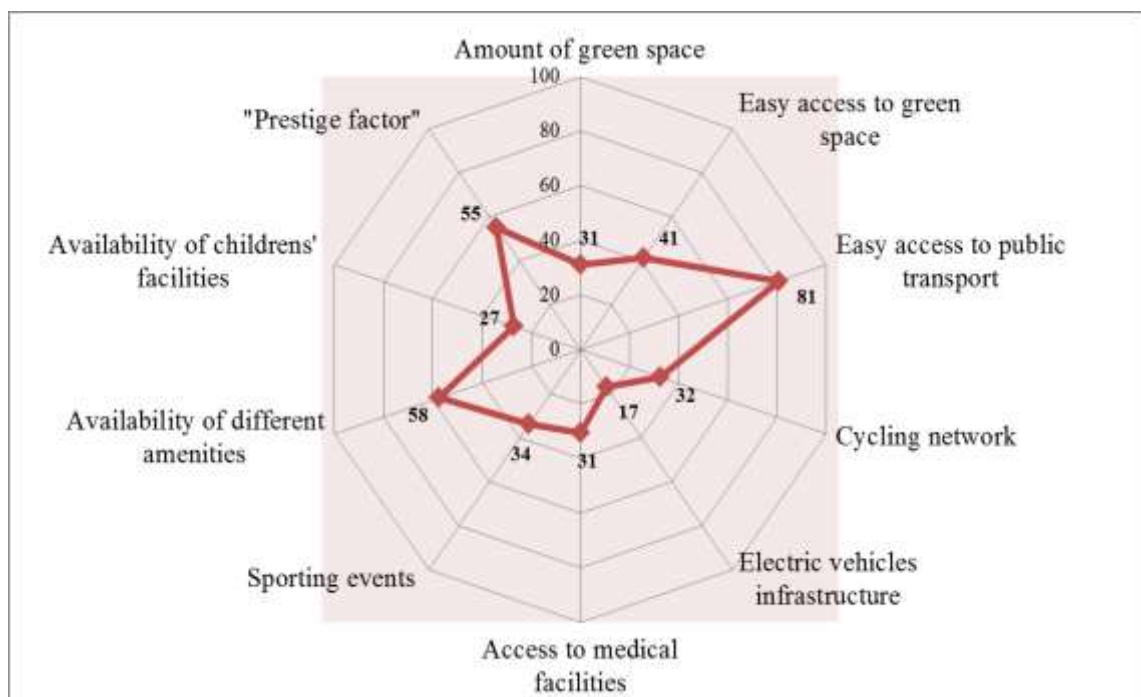 Amount of green space
100
Easy access to green
space
"Prestige factor"
80
60
55
40
31
41
Availability of childrens'
facilities
Easy access to public
transport
20
81
27
0
32
17
Availability of different
amenities
58
Cycling network
34
31
Sporting events
Electric vehicles
infrastructure
Access to medical
facilities